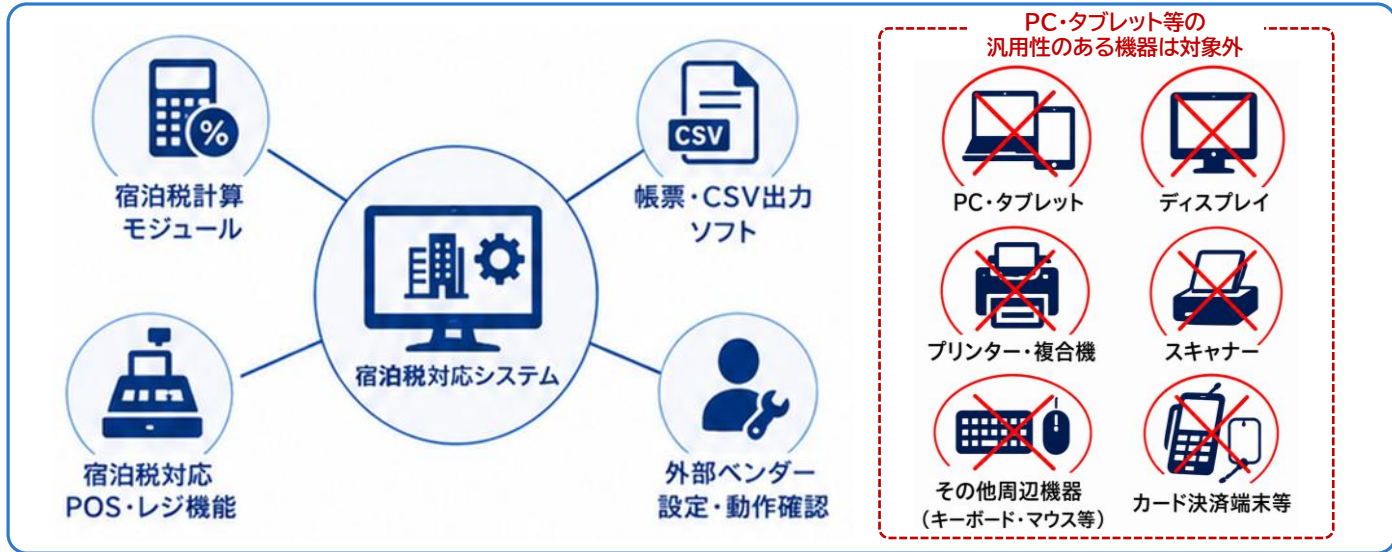 宿泊税計算
モジュール
%
CSV
帳票・CSV出力
ソフト
宿泊税対応システム
宿泊税対応
POS・レジ機能
外部ベンダー
設定・動作確認
PC・タブレット等の
汎用性のある機器は対象外
PC・タブレット
ディスプレイ
プリンター・複合機
スキャナー
その他周辺機器
（キーボード・マウス等）
カード決済端末等